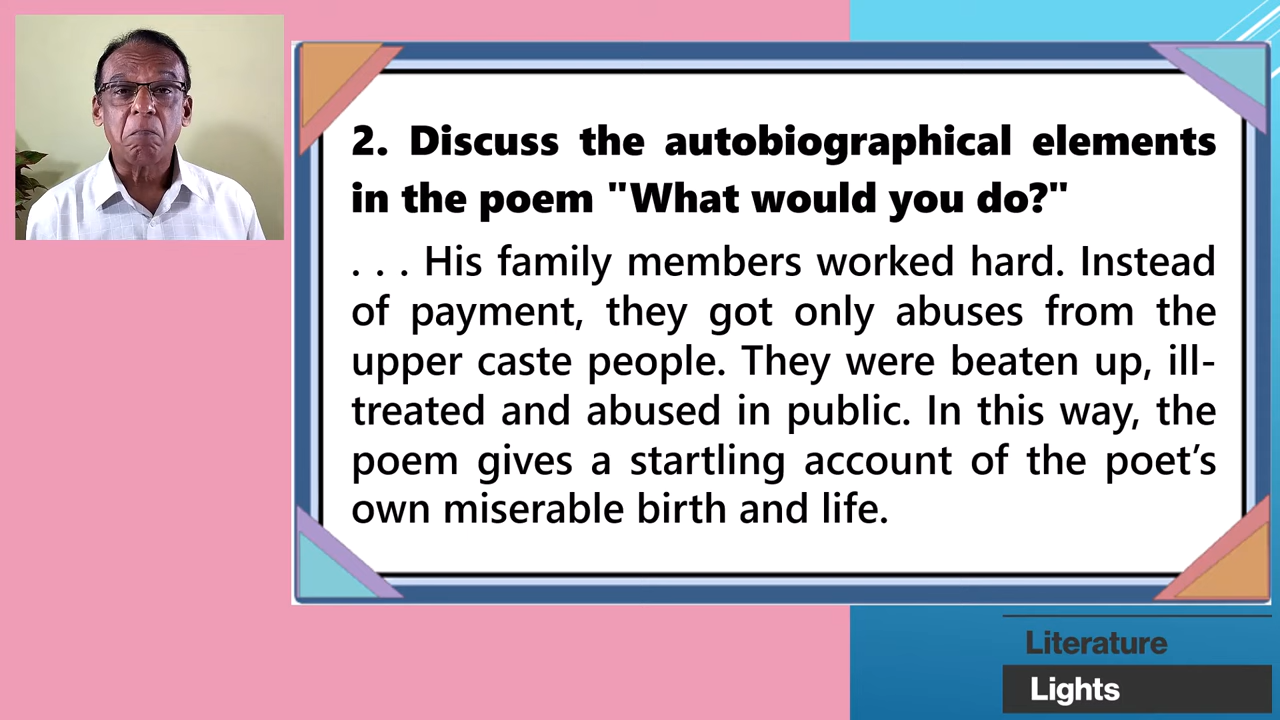 2. Discuss the autobiographical elements
in the poem "What would you do?"
. . . His family members worked hard. Instead
of payment, they got only abuses from the
upper caste people. They were beaten up, ill-
treated and abused in public. In this way, the
poem gives a startling account of the poet’s
own miserable birth and life.
Literature
Lights